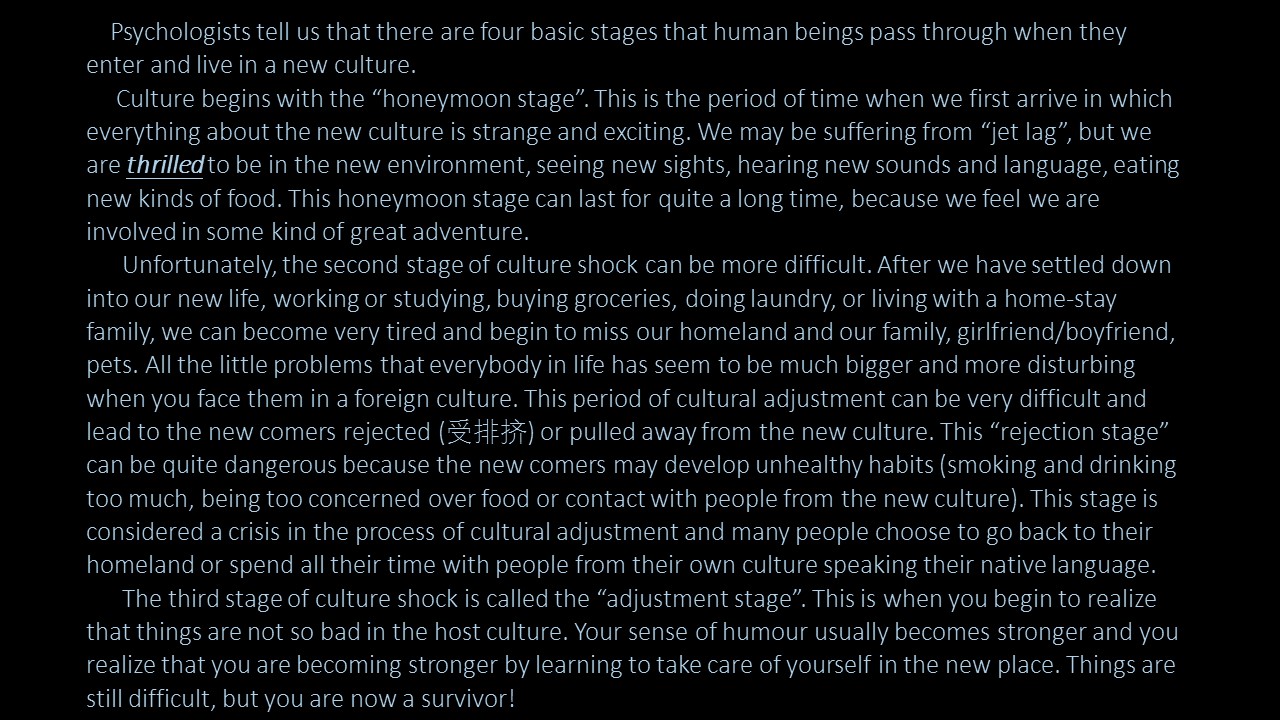 Psychologists tell us that there are four basic stages that human beings pass through when they
enter and live in a new culture.
Culture begins with the “honeymoon stage”. This is the period of time when we first arrive in which
everything about the new culture is strange and exciting. We may be suffering from “jet lag”, but we
are thrilled to be in the new environment, seeing new sights, hearing new sounds and language, eating
new kinds of food. This honeymoon stage can last for quite a long time, because we feel we are
involved in some kind of great adventure.
Unfortunately, the second stage of culture shock can be more difficult. After we have settled down
into our new life, working or studying, buying groceries, doing laundry, or living with a home-stay
family, we can become very tired and begin to miss our homeland and our family, girlfriend/boyfriend,
pets. All the little problems that everybody in life has seem to be much bigger and more disturbing
when you face them in a foreign culture. This period of cultural adjustment can be very difficult and
lead to the new comers rejected (受排挤) or pulled away from the new culture. This “rejection stage”
can be quite dangerous because the new comers may develop unhealthy habits (smoking and drinking
too much, being too concerned over food or contact with people from the new culture). This stage is
considered a crisis in the process of cultural adjustment and many people choose to go back to their
homeland or spend all their time with people from their own culture speaking their native language.
The third stage of culture shock is called the “adjustment stage”. This is when you begin to realize
that things are not so bad in the host culture. Your sense of humour usually becomes stronger and you
realize that you are becoming stronger by learning to take care of yourself in the new place. Things are
still difficult, but you are now a survivor!